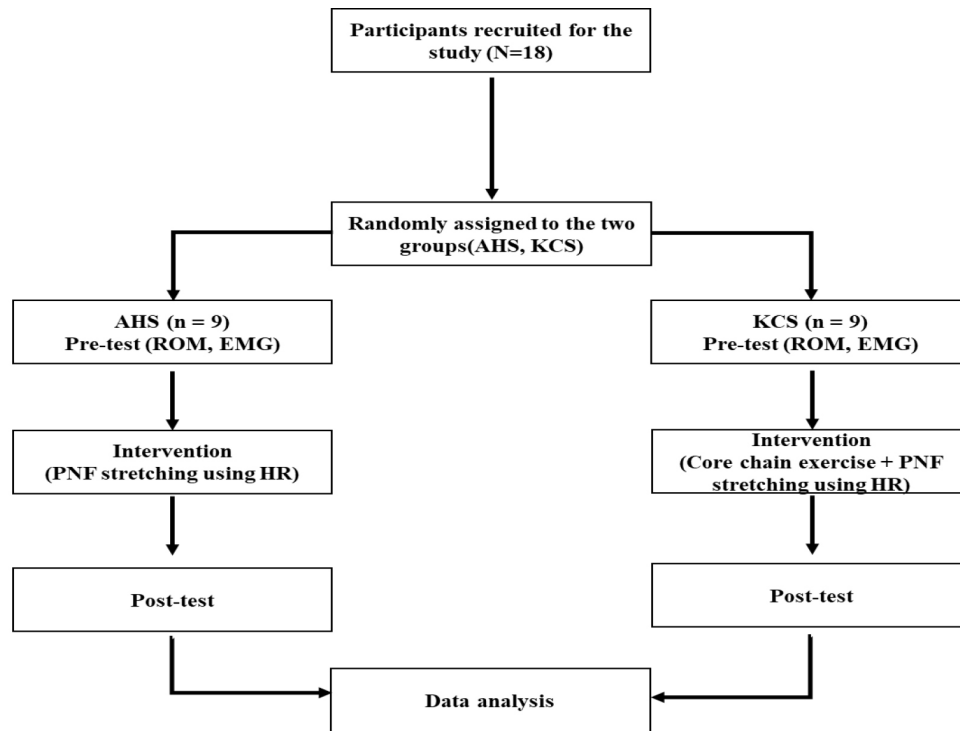 Participants recruited for the
study (N=18)
Randomly assigned to the two
groups(AHS, KCS)
AHS (n = 9)
Pre-test (ROM, EMG)
KCS (n = 9)
Pre-test (ROM, EMG)
Intervention
(PNF stretching using HR)
Intervention
(Core chain exercise + PNF
stretching using HR)
Post-test
Post-test
Data analysis